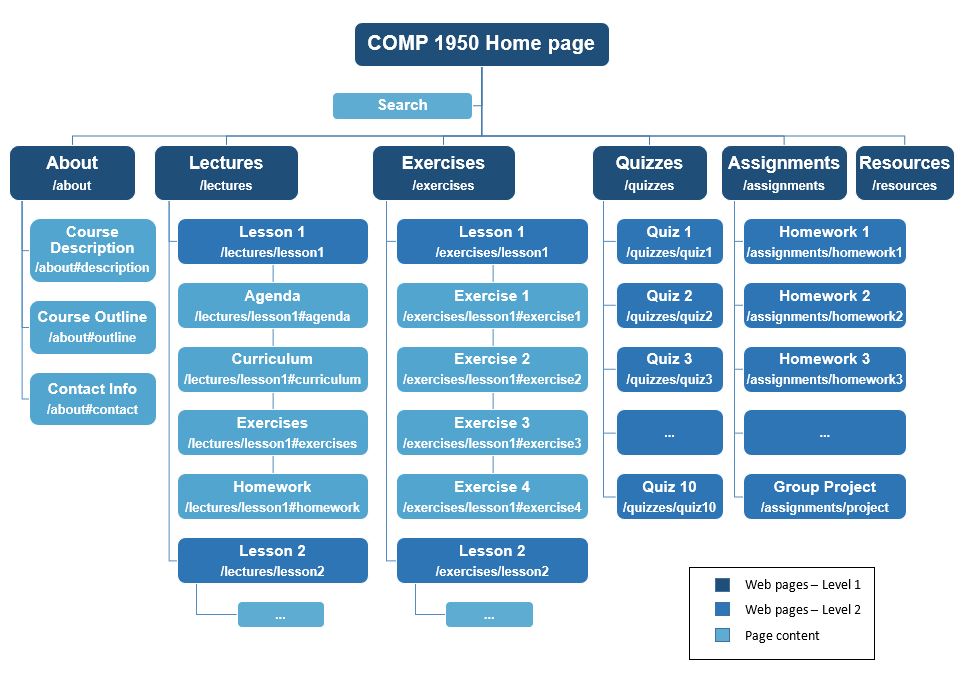 COMP 1950 Home page
Search
About
/about
Course
Description
/about#description
Course Outline
/about#outline
Contact Info
/about#contact
Lectures
/lectures
Lesson 1
/lectures/lesson1
Agenda
/lectures/lesson1#agenda
Curriculum
/lectures/lesson1#curriculum
Exercises
/lectures/lesson1#exercises
Homework
/lectures/lesson1#homework
Lesson 2
/lectures/lesson2
...
Exercises
/exercises
Lesson 1
/exercises/lesson1
Exercise 1
/exercises/lesson1#exercise1
Exercise 2
/exercises/lesson1#exercise2
Exercise 3
/exercises/lesson1#exercise3
Exercise 4
/exercises/lesson1#exercise4
Lesson 2
/exercises/lesson2
...
Quizzes
/quizzes
Quiz 1
/quizzes/quiz1
Quiz 2
/quizzes/quiz2
Quiz 3
/quizzes/quiz3
...
Quiz 10
/quizzes/quiz10
Assignments
/assignments
Homework 1
/assignments/homework1
Homework 2
/assignments/homework2
Homework 3
/assignments/homework3
...
Group Project
/assignments/project
Resources
/resources
Web pages – Level 1
Web pages – Level 2
Page content